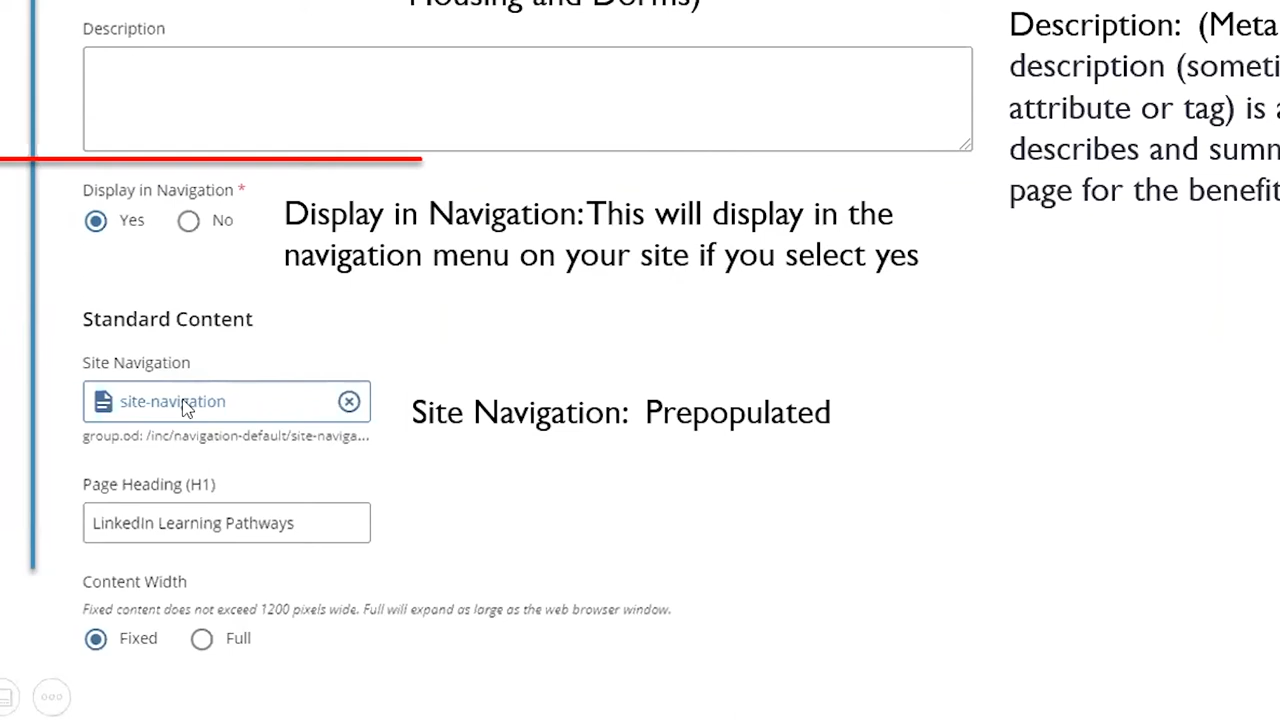 Housing and Dorms)
Description
Description: (Meta
description (someti
attribute or tag) is a
describes and summ
page for the benefit
Display in Navigation *
Yes No
Display in Navigation: This will display in the
navigation menu on your site if you select yes
Standard Content
Site Navigation
site-navigation
group.od: /inc/navigation-default/site-naviga...
Site Navigation: Prepopulated
Page Heading (H1)
LinkedIn Learning Pathways
Content Width
Fixed content does not exceed 1200 pixels wide. Full will expand as large as the web browser window.
Fixed Full